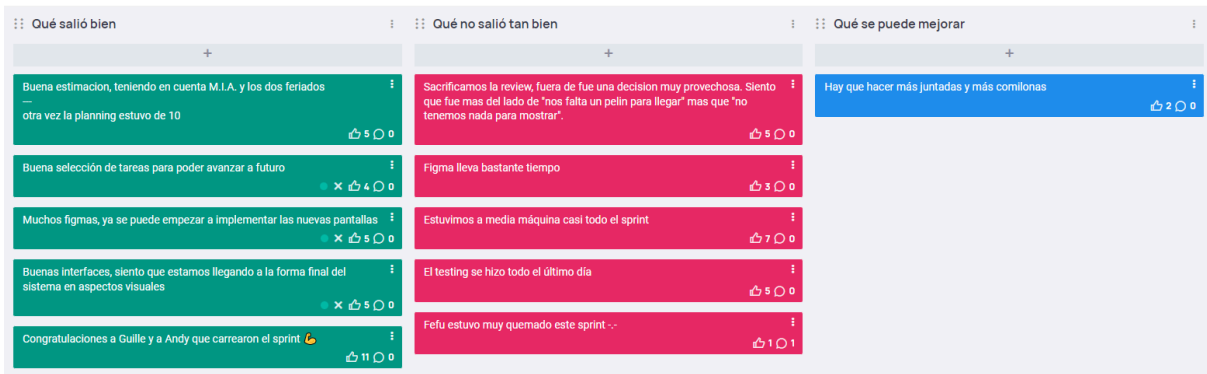 Qué salió bien
+
Buena estimacion, teniendo en cuenta M.I.A. y los dos feriados
---
otra vez la planning estuvo de 10
5 0
Buena selección de tareas para poder avanzar a futuro
4 0
Muchos figmas, ya se puede empezar a implementar las nuevas pantallas
5 0
Buenas interfaces, siento que estamos llegando a la forma final del
sistema en aspectos visuales
5 0
Congratulaciones a Guille y a Andy que carrearon el sprint 💪
11 0
Qué no salió tan bien
+
Sacrificamos la review, fuera de fue una decision muy provechosa. Siento
que fue mas del lado de "nos falta un pelin para llegar" mas que "no
tenemos nada para mostrar".
5 0
Figma lleva bastante tiempo
3 0
Estuvimos a media máquina casi todo el sprint
7 0
El testing se hizo todo el último día
5 0
Fefu estuvo muy quemado este sprint -.-
1 1
Qué se puede mejorar
+
Hay que hacer más juntadas y más comilonas
2 0